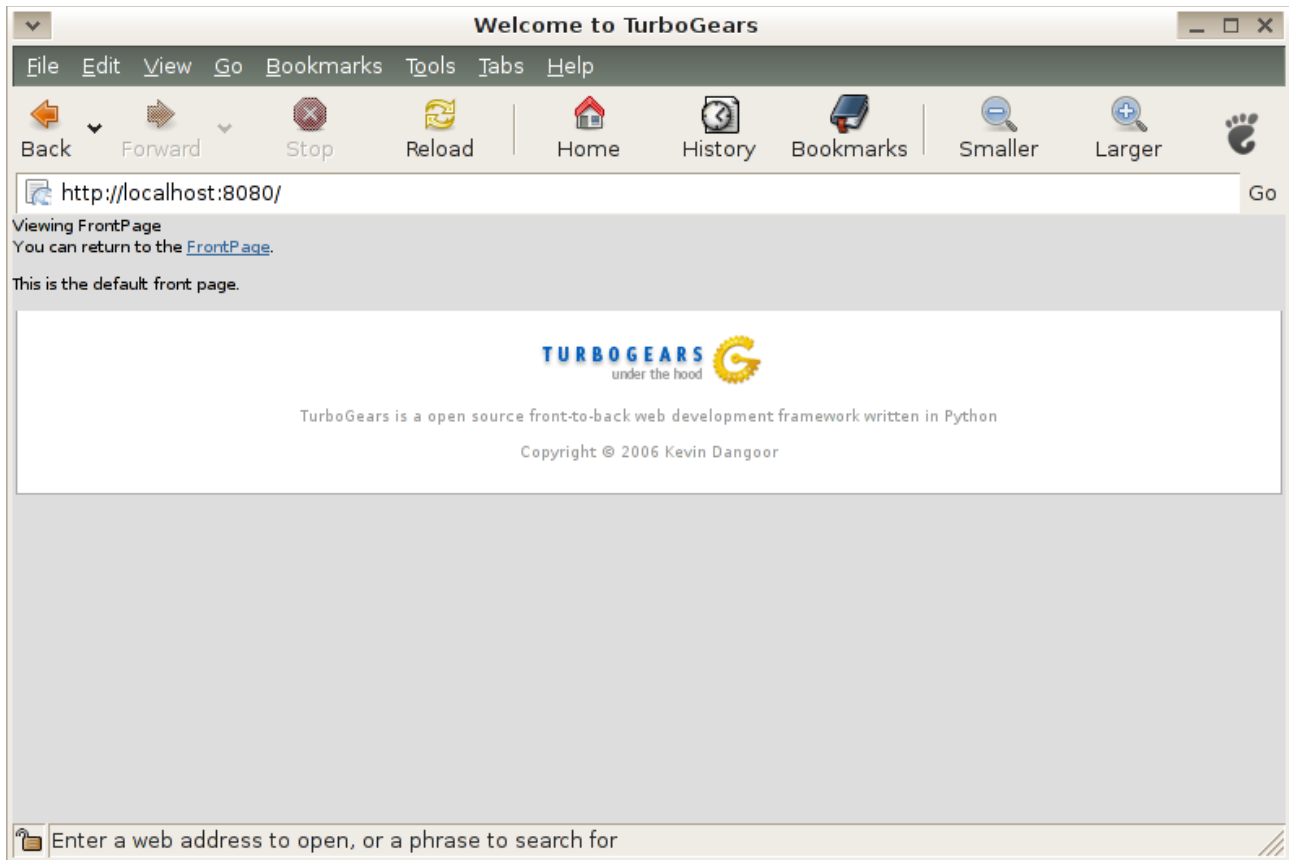 Welcome to TurboGears
File Edit View Go Bookmarks Tools Tabs Help
Back Forward Stop Reload Home History Bookmarks Smaller Larger
http://localhost:8080/ Go
Viewing FrontPage
You can return to the FrontPage.
This is the default front page.
TURBOGEARS
under the hood
TurboGears is a open source front-to-back web development framework written in Python
Copyright © 2006 Kevin Dangoor
Enter a web address to open, or a phrase to search for